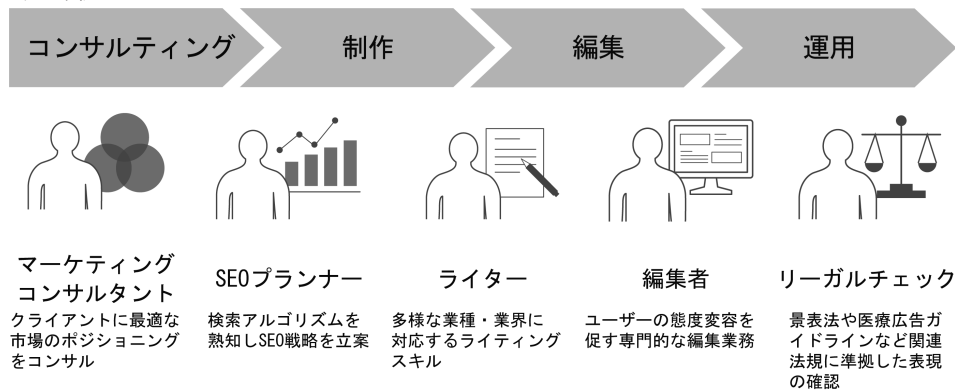 コンサルティング
制作
編集
運用
マーケティング
コンサルタント
クライアントに最適な
市場のポジショニング
をコンサル
SEOプランナー
検索アルゴリズムを
熟知しSEO戦略を立案
ライター
多様な業種・業界に
対応するライティング
スキル
編集者
ユーザーの態度変容を
促す専門的な編集業務
リーガルチェック
景表法や医療広告ガ
イドラインなど関連
法規に準拠した表現
の確認